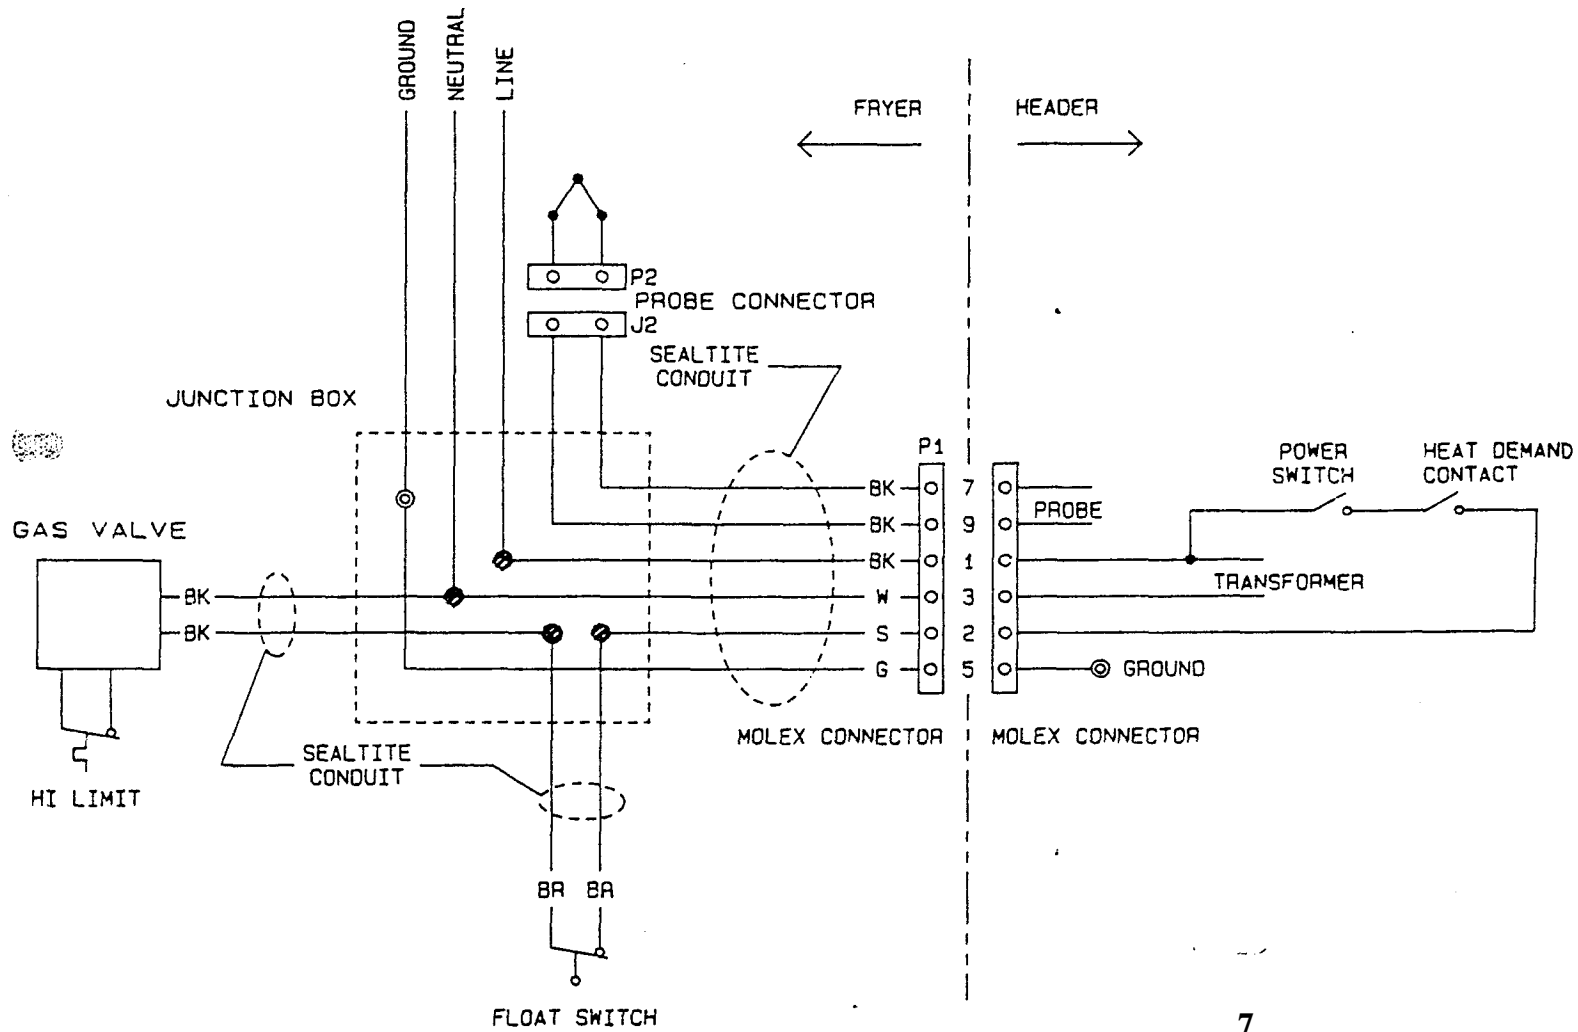 GROUND
NEUTRAL
LINE
FRYER
HEADER
P2
PROBE CONNECTOR
J2
SEALTITE
CONDUIT
JUNCTION BOX
P1
POWER
SWITCH
HEAT DEMAND
CONTACT
BK
7
PROBE
BK
9
BK
1
TRANSFORMER
W
3
S
2
G
5
GROUND
GAS VALVE
BK
BK
MOLEX CONNECTOR
MOLEX CONNECTOR
SEALTITE
CONDUIT
HI LIMIT
BR
BR
FLOAT SWITCH
7